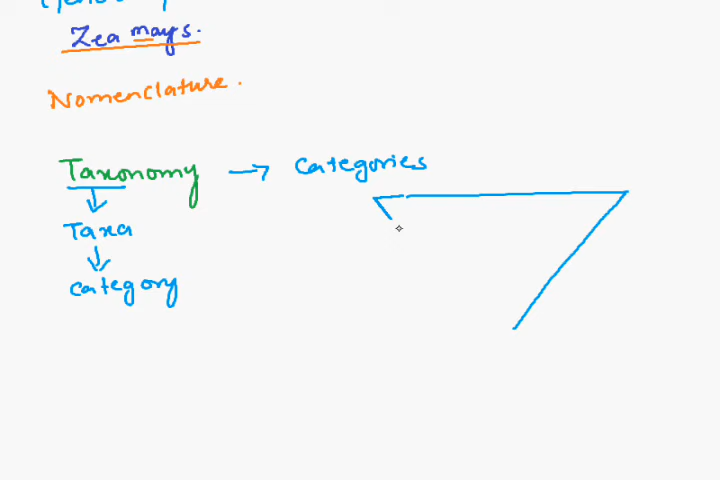 Zea mays.
Nomenclature.
Taxonomy → Categories
Taxa
Category